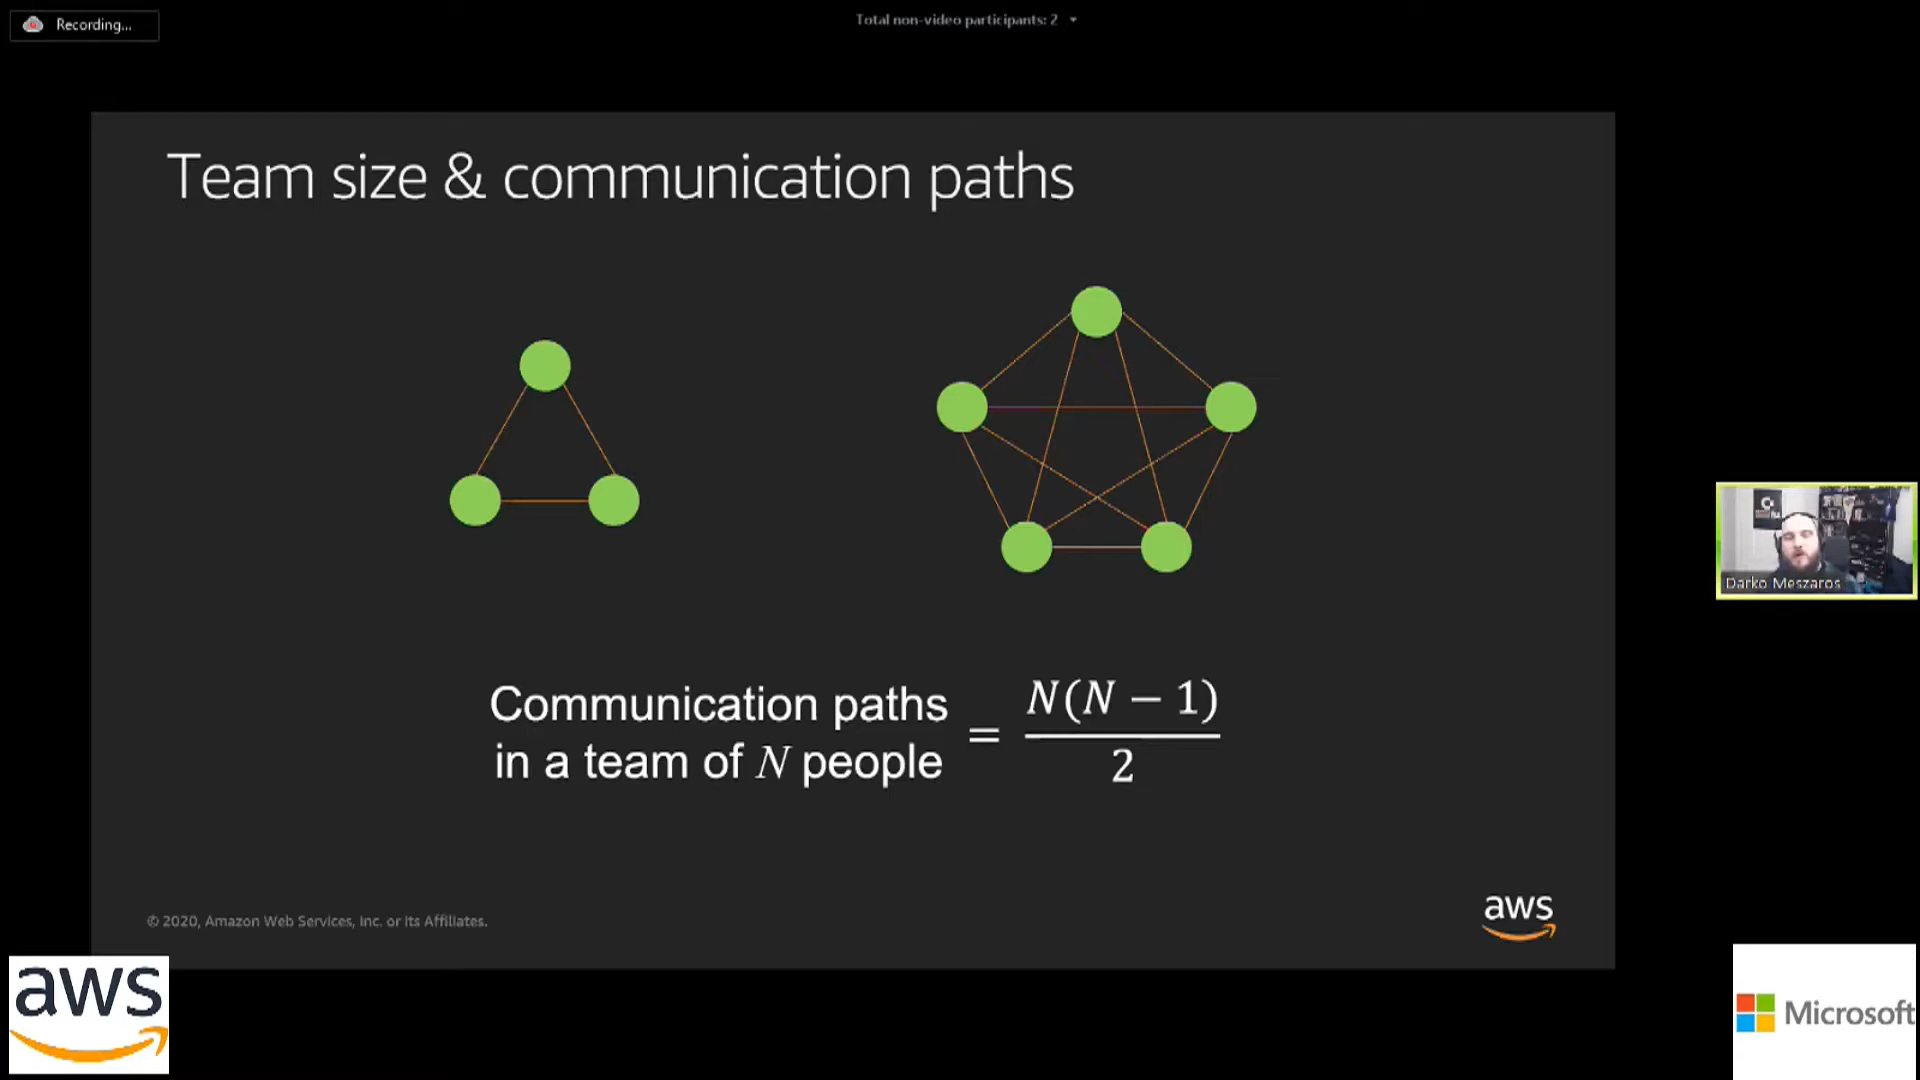 Recording...
Total non-video participants: 2
Team size & communication paths
Communication paths
in a team of N people
=
N(N − 1)
2
Darko Meszaros
© 2020, Amazon Web Services, Inc. or its Affiliates.
aws
aws
Microsoft